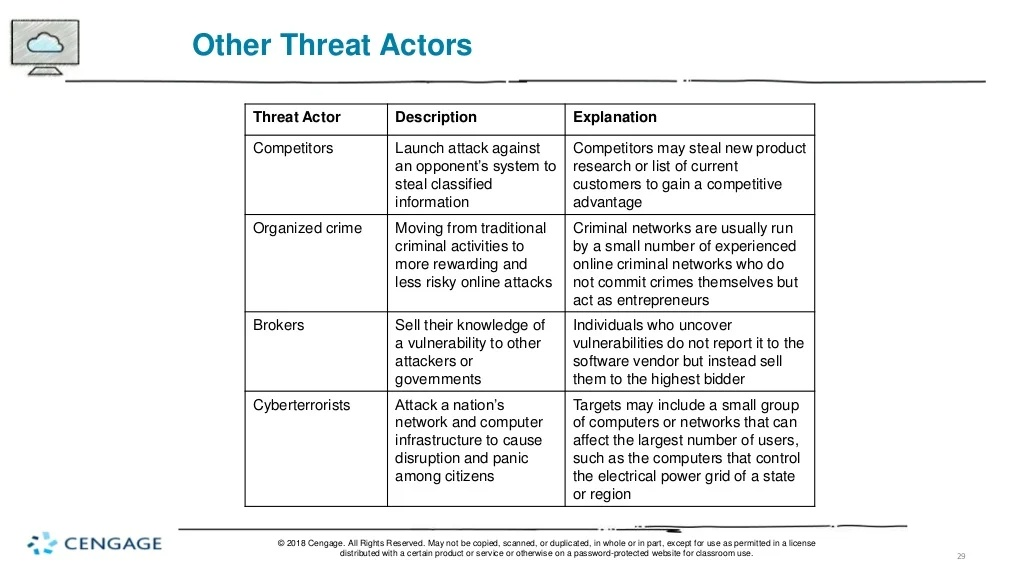 Other Threat Actors
Threat Actor
Description
Explanation
Competitors
Launch attack against
an opponent’s system to
steal classified
information
Competitors may steal new product
research or list of current
customers to gain a competitive
advantage
Organized crime
Moving from traditional
criminal activities to
more rewarding and
less risky online attacks
Criminal networks are usually run
by a small number of experienced
online criminal networks who do
not commit crimes themselves but
act as entrepreneurs
Brokers
Sell their knowledge of
a vulnerability to other
attackers or
governments
Individuals who uncover
vulnerabilities do not report it to the
software vendor but instead sell
them to the highest bidder
Cyberterrorists
Attack a nation’s
network and computer
infrastructure to cause
disruption and panic
among citizens
Targets may include a small group
of computers or networks that can
affect the largest number of users,
such as the computers that control
the electrical power grid of a state
or region
CENGAGE
© 2018 Cengage. All Rights Reserved. May not be copied, scanned, or duplicated, in whole or in part, except for use as permitted in a license
distributed with a certain product or service or otherwise on a password-protected website for classroom use.
29